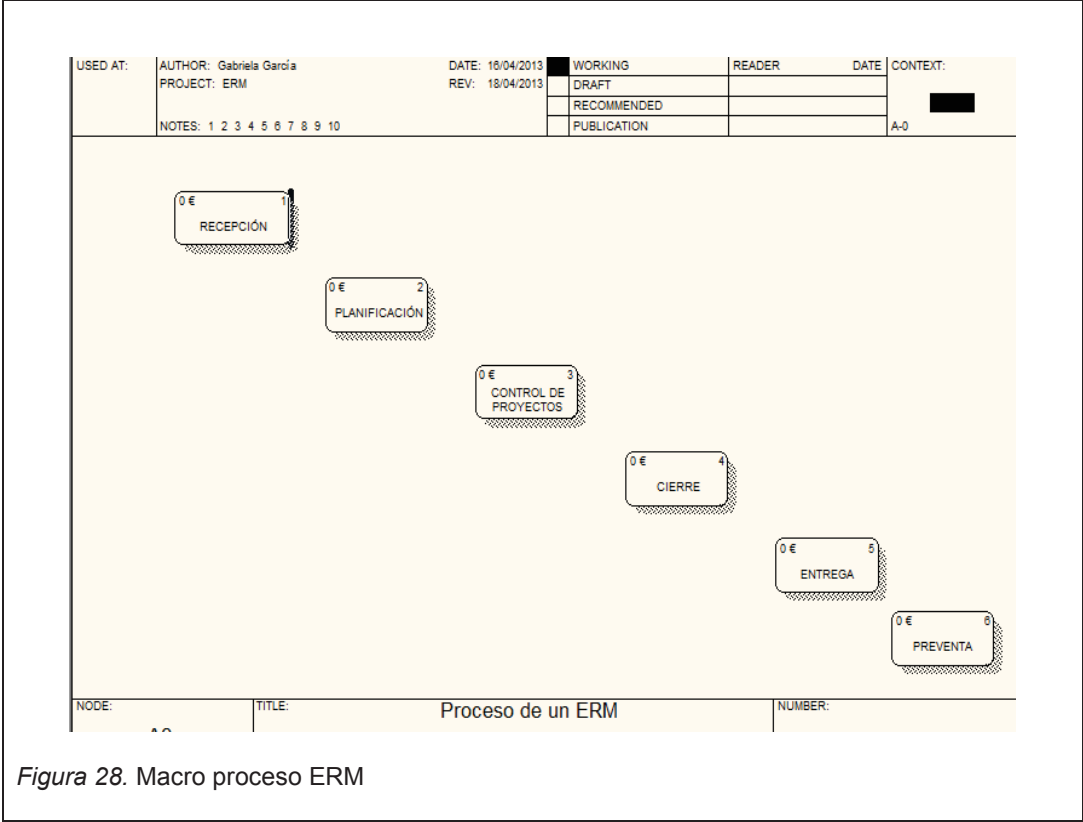 USED AT:
AUTHOR: Gabriela García
DATE: 16/04/2013
WORKING
READER
DATE
CONTEXT:
PROJECT: ERM
REV: 18/04/2013
DRAFT
RECOMMENDED
NOTES: 1 2 3 4 5 6 7 8 9 10
PUBLICATION
A-0
0 € 1
RECEPCIÓN
0 € 2
PLANIFICACIÓN
0 € 3
CONTROL DE
PROYECTOS
0 € 4
CIERRE
0 € 5
ENTREGA
0 € 6
PREVENTA
NODE:
TITLE:
Proceso de un ERM
NUMBER:
Figura 28. Macro proceso ERM